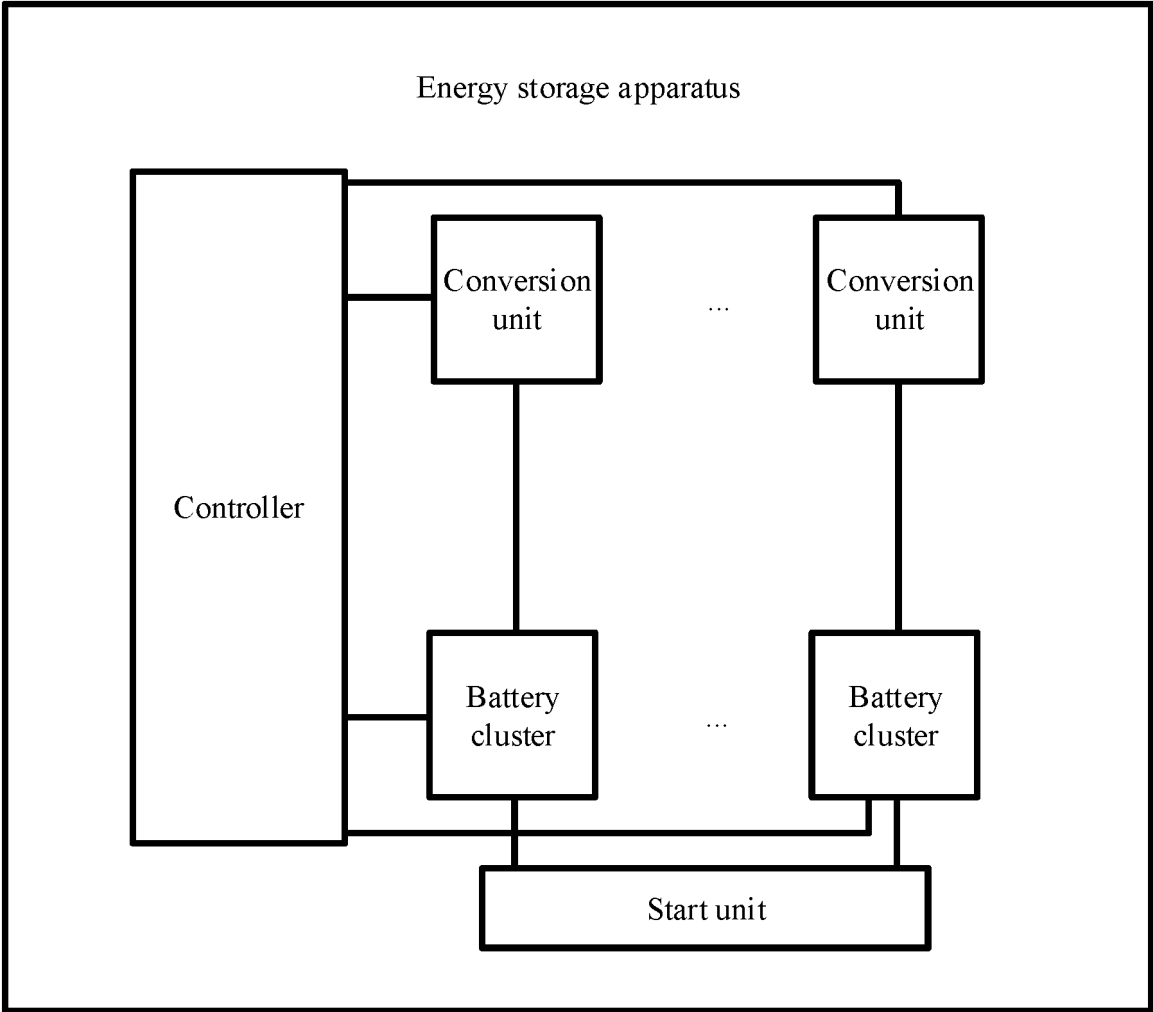 Energy storage apparatus
Conversion
unit
...
Conversion
unit
Controller
Battery
cluster
...
Battery
cluster
Start unit